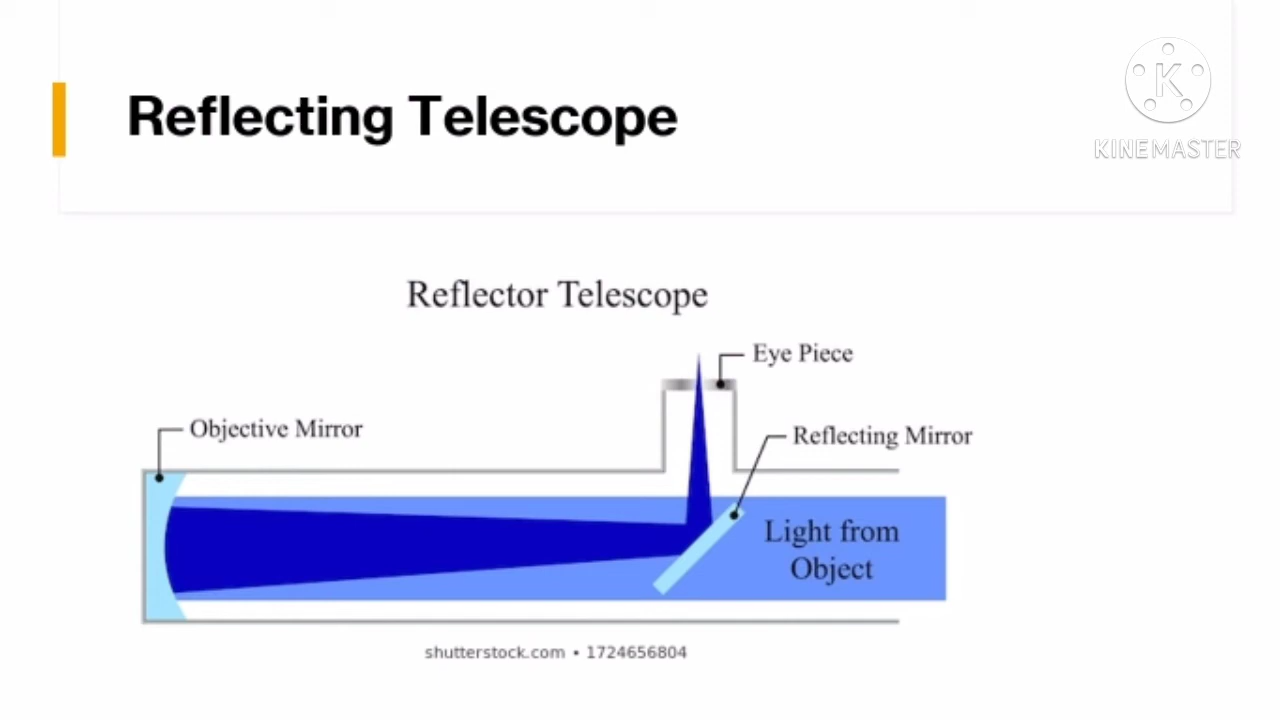 Reflecting Telescope
K
KINEMASTER
Reflector Telescope
Eye Piece
Objective Mirror
Reflecting Mirror
Light from
Object
shutterstock.com • 1724656804